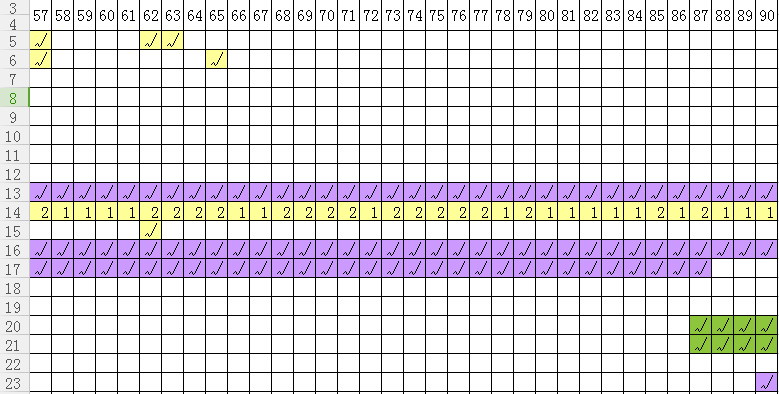 3
4 57 58 59 60 61 62 63 64 65 66 67 68 69 70 71 72 73 74 75 76 77 78 79 80 81 82 83 84 85 86 87 88 89 90
5 √ √ √
6 √ √
7
8
9
10
11
12
13 √ √ √ √ √ √ √ √ √ √ √ √ √ √ √ √ √ √ √ √ √ √ √ √ √ √ √ √ √ √ √ √ √ √
14 2 1 1 1 1 2 2 2 2 1 1 2 2 2 2 1 2 2 2 2 2 1 2 2 1 1 1 1 2 1 2 1 1 1
15 √
16 √ √ √ √ √ √ √ √ √ √ √ √ √ √ √ √ √ √ √ √ √ √ √ √ √ √ √ √ √ √ √ √ √ √
17 √ √ √ √ √ √ √ √ √ √ √ √ √ √ √ √ √ √ √ √ √ √ √ √ √ √ √ √ √ √ √
18
19
20 √ √ √ √
21 √ √ √ √
22
23 √